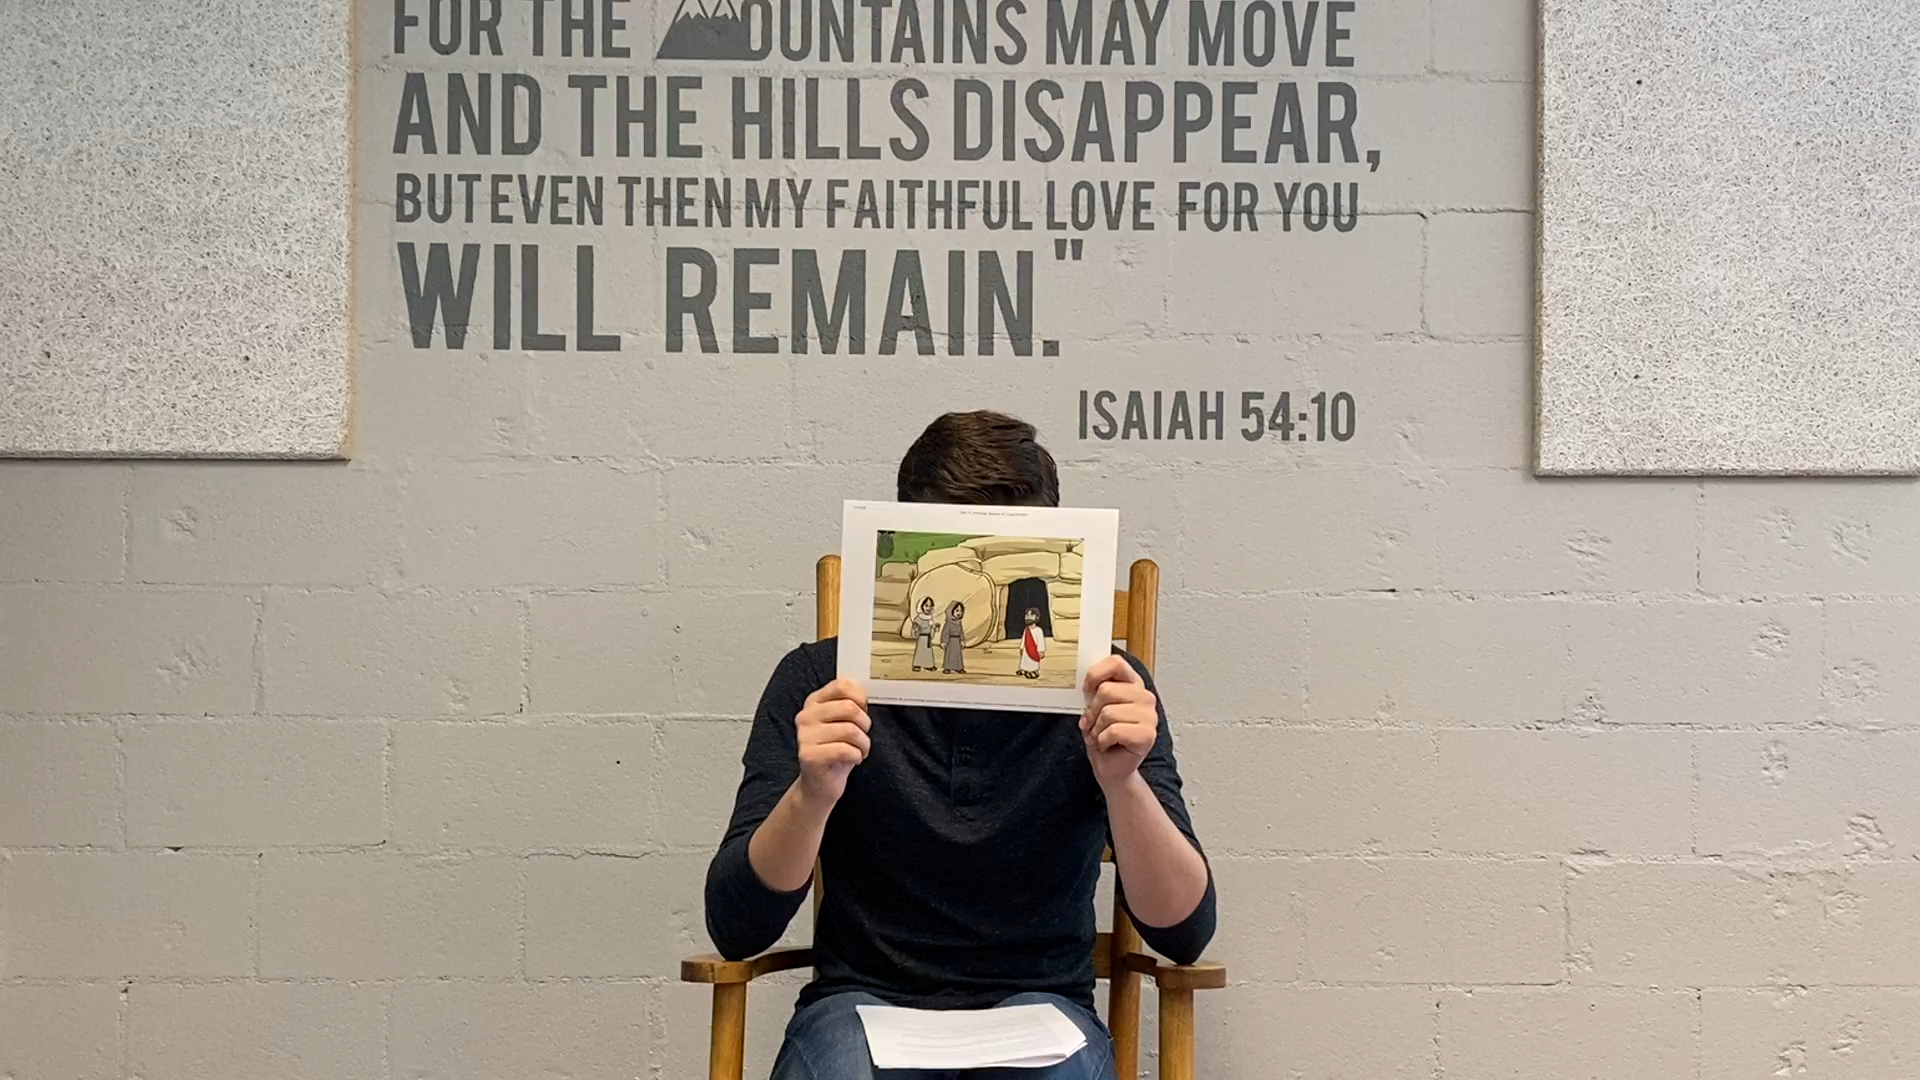 FOR THE MOUNTAINS MAY MOVE
AND THE HILLS DISAPPEAR,
BUT EVEN THEN MY FAITHFUL LOVE FOR YOU
WILL REMAIN."
ISAIAH 54:10